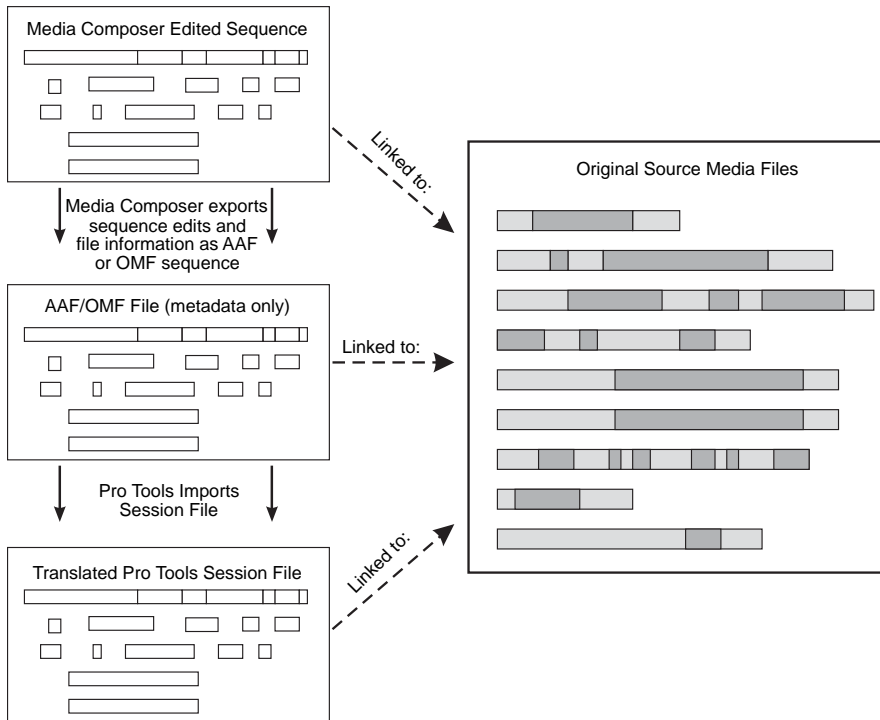 Media Composer Edited Sequence
Linked to:
Original Source Media Files
Media Composer exports
sequence edits and
file information as AAF
or OMF sequence
AAF/OMF File (metadata only)
Linked to:
Pro Tools Imports
Session File
Linked to:
Translated Pro Tools Session File